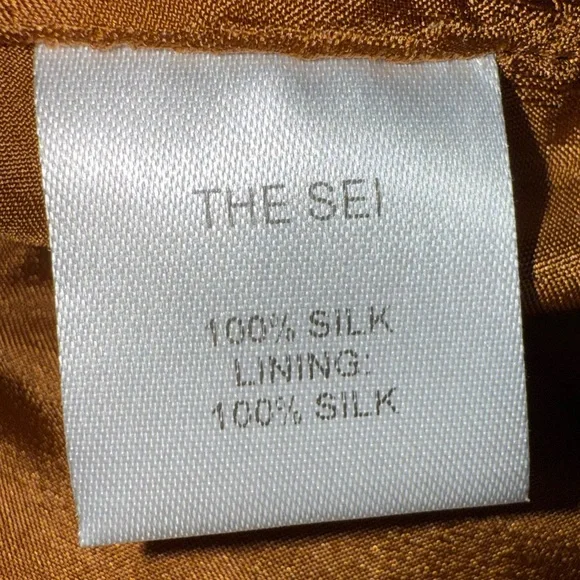 THE SEI
100% SILK
LINING:
100% SILK